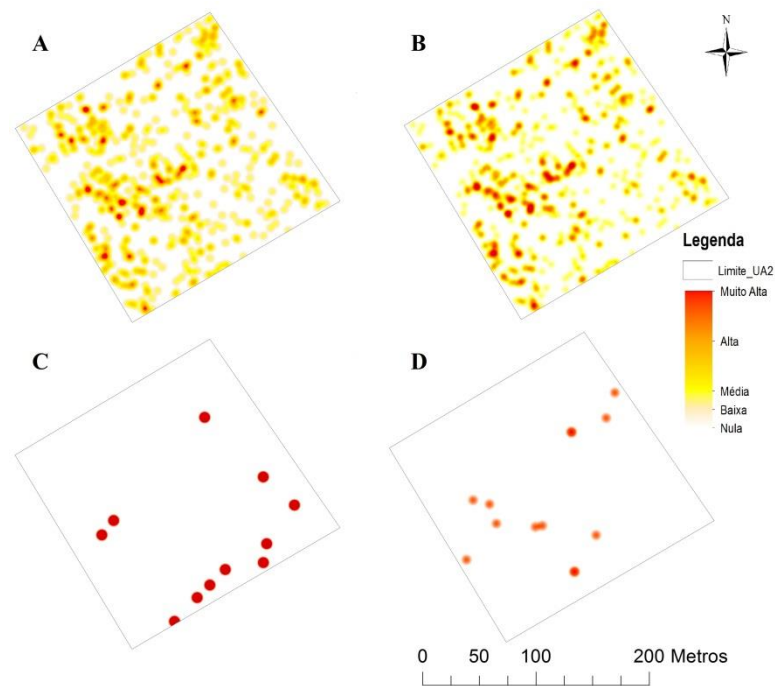 A
B
N
Legenda
Limite_UA2
Muito Alta
Alta
Média
Baixa
Nula
C
D
0 50 100 200 Metros